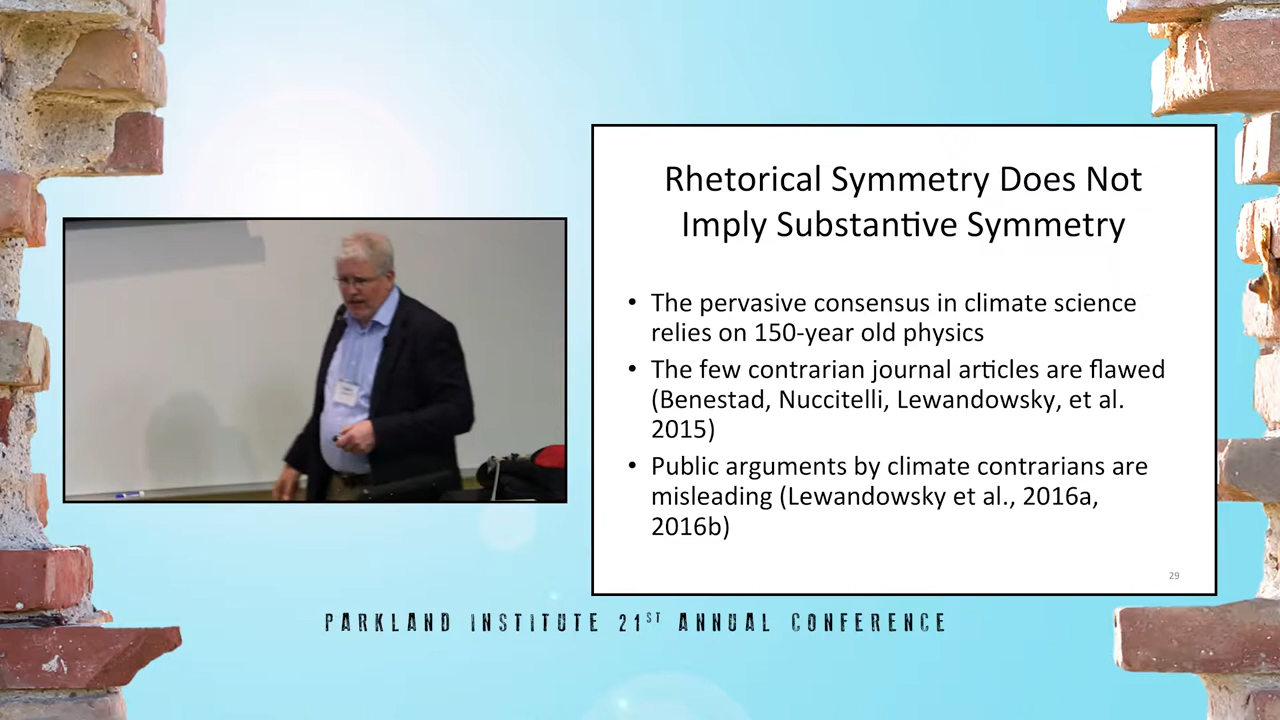 Rhetorical Symmetry Does Not
Imply Substantive Symmetry
• The pervasive consensus in climate science
relies on 150-year old physics
• The few contrarian journal articles are flawed
(Benestad, Nuccitelli, Lewandowsky, et al.
2015)
• Public arguments by climate contrarians are
misleading (Lewandowsky et al., 2016a,
2016b)
29
PARKLAND INSTITUTE 21ST ANNUAL CONFERENCE